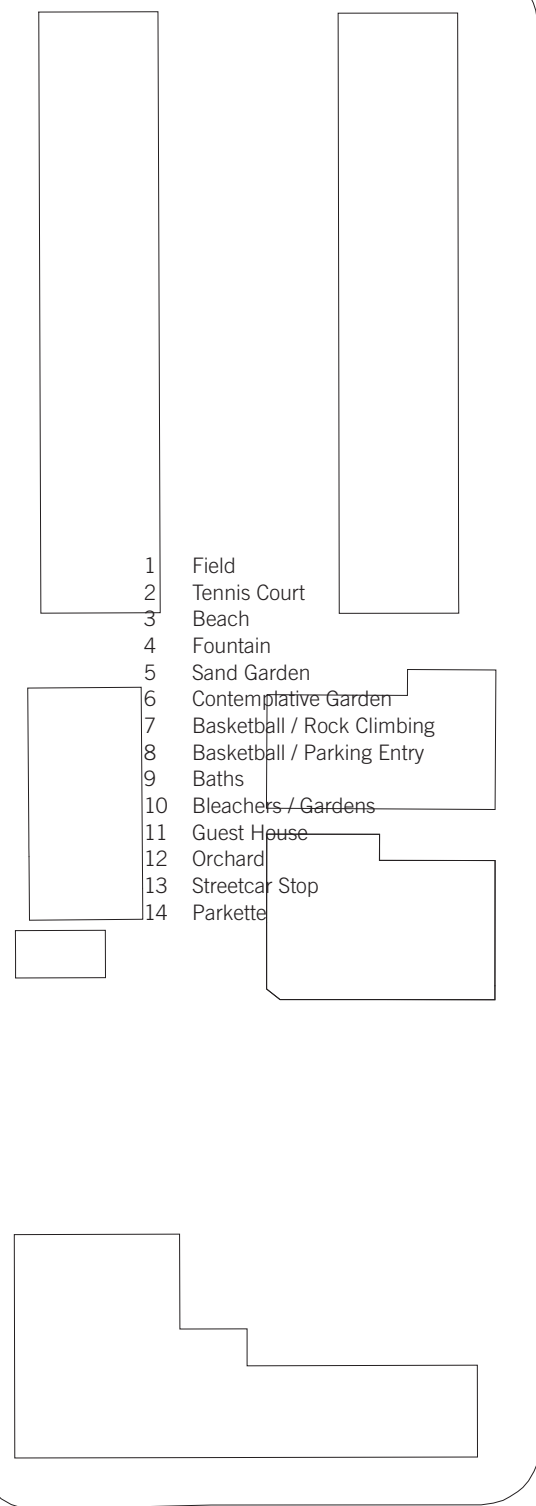 1 Field
2 Tennis Court
3 Beach
4 Fountain
5 Sand Garden
6 Contemplative Garden
7 Basketball / Rock Climbing
8 Basketball / Parking Entry
9 Baths
10 Bleachers / Gardens
11 Guest House
12 Orchard
13 Streetcar Stop
14 Parkette